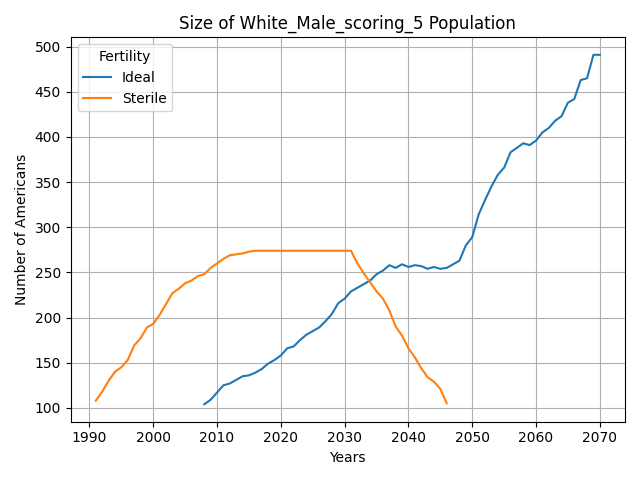 Size of White_Male_scoring_5 Population
Number of Americans
500
450
400
350
300
250
200
150
100
Fertility
Ideal
Sterile
1990 2000 2010 2020 2030 2040 2050 2060 2070
Years